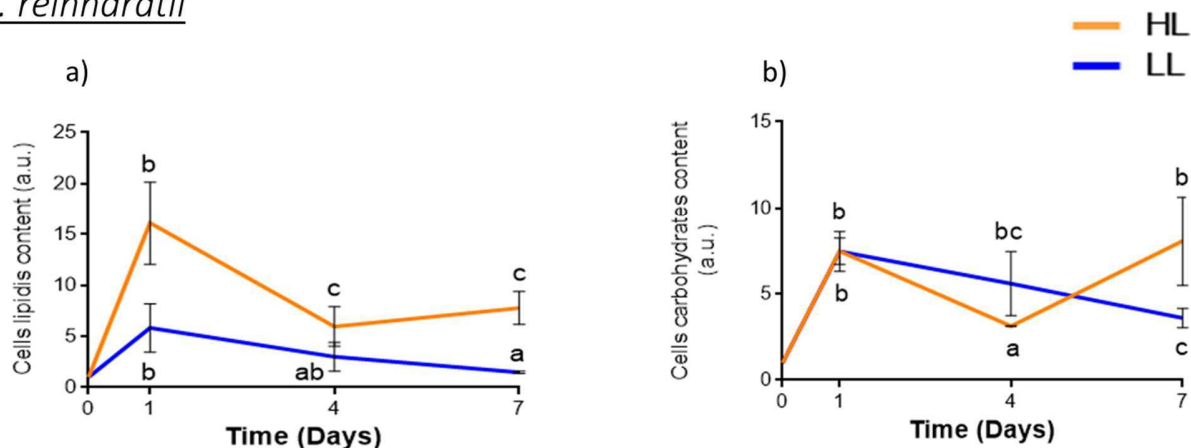 . reinhardtii
HL
LL
a)
b)
Cells lipidis content (a.u.)
25
20
15
10
5
0
b
b
c
ab
c
a
0 1 4 7
Time (Days)
Cells carbohydrates content
(a.u.)
15
10
5
0
b
b
bc
a
b
c
0 1 4 7
Time (Days)